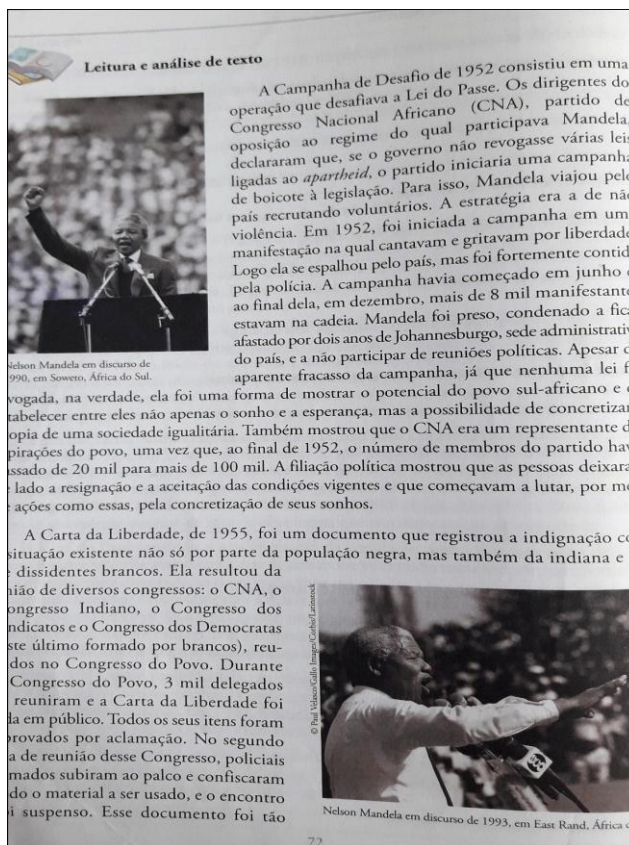 Leitura e análise de texto
A Campanha de Desafio de 1952 consistiu em uma
operação que desafiava a Lei do Passe. Os dirigentes do
Congresso Nacional Africano (CNA), partido de
oposição ao regime do qual participava Mandela,
declararam que, se o governo não revogasse várias leis
ligadas ao apartheid, o partido iniciaria uma campanha
de boicote à legislação. Para isso, Mandela viajou pelo
país recrutando voluntários. A estratégia era a de não
violência. Em 1952, foi iniciada a campanha em um
manifestação na qual cantavam e gritavam por liberdade
Logo ela se espalhou pelo país, mas foi fortemente contid
pela polícia. A campanha havia começado em junho e
ao final dela, em dezembro, mais de 8 mil manifestante
estavam na cadeia. Mandela foi preso, condenado a fica
afastado por dois anos de Johannesburgo, sede administrativ
do país, e a não participar de reuniões políticas. Apesar d
aparente fracasso da campanha, já que nenhuma lei f
Nelson Mandela em discurso de
1990, em Soweto, África do Sul.
vogada, na verdade, ela foi uma forma de mostrar o potencial do povo sul-africano e e
tabelecer entre eles não apenas o sonho e a esperança, mas a possibilidade de concretizar
opia de uma sociedade igualitária. Também mostrou que o CNA era um representante d
pirações do povo, uma vez que, ao final de 1952, o número de membros do partido hav
assado de 20 mil para mais de 100 mil. A filiação política mostrou que as pessoas deixara
e lado a resignação e a aceitação das condições vigentes e que começavam a lutar, por me
e ações como essas, pela concretização de seus sonhos.
A Carta da Liberdade, de 1955, foi um documento que registrou a indignação co
situação existente não só por parte da população negra, mas também da indiana e
e dissidentes brancos. Ela resultou da
nião de diversos congressos: o CNA, o
ongresso Indiano, o Congresso dos
ndicatos e o Congresso dos Democratas
ste último formado por brancos), reu-
dos no Congresso do Povo. Durante
Congresso do Povo, 3 mil delegados
reuniram e a Carta da Liberdade foi
da em público. Todos os seus itens foram
provados por aclamação. No segundo
a de reunião desse Congresso, policiais
mados subiram ao palco e confiscaram
do o material a ser usado, e o encontro
i suspenso. Esse documento foi tão
© Paul Velasco/Gallo Images/Corbis/Latinstock
Nelson Mandela em discurso de 1993, em East Rand, África d
72